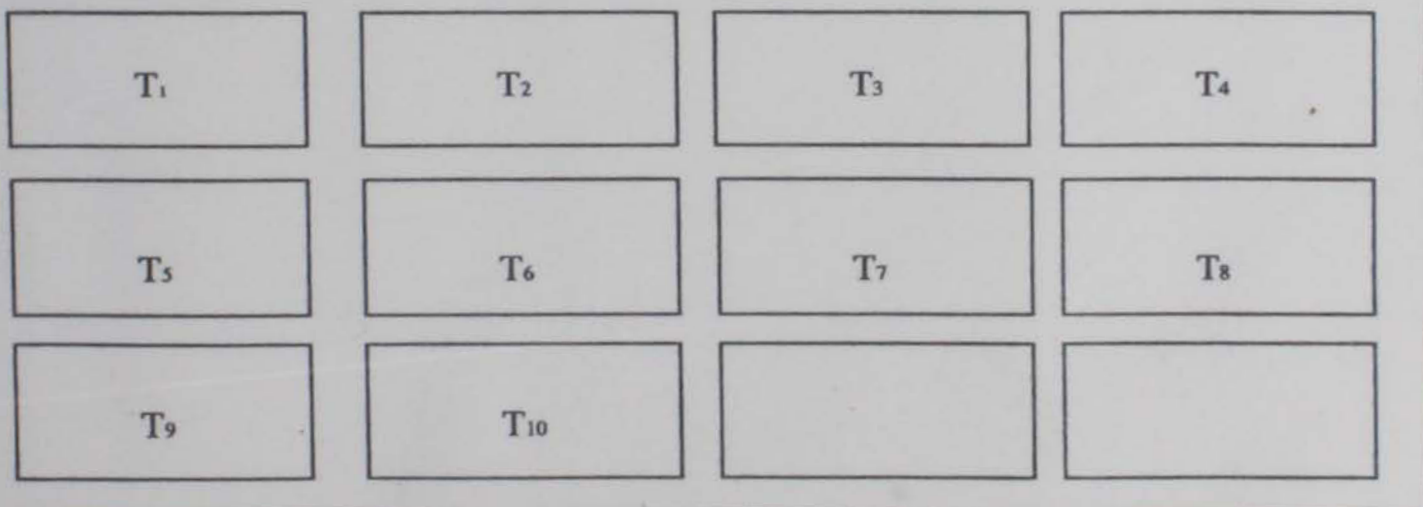 T₁ T₂ T₃ T₄
T₅ T₆ T₇ T₈
T₉ T₁₀